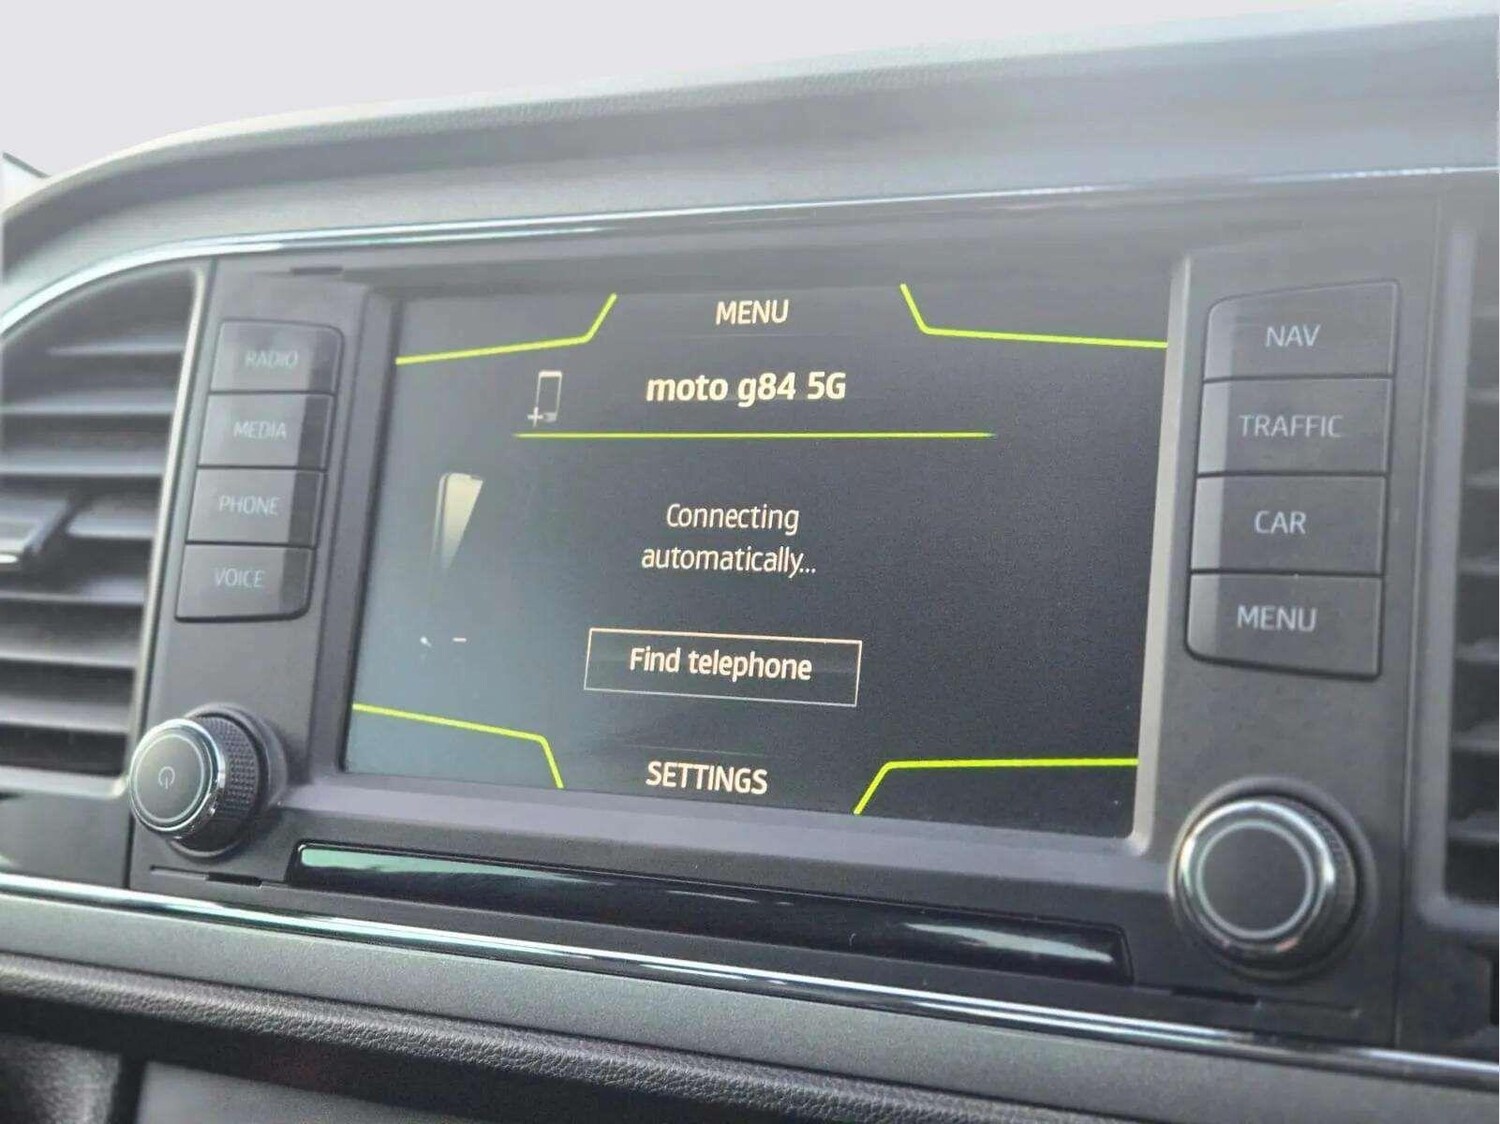 RADIO
MEDIA
PHONE
VOICE
MENU
moto g84 5G
Connecting
automatically...
Find telephone
SETTINGS
NAV
TRAFFIC
CAR
MENU